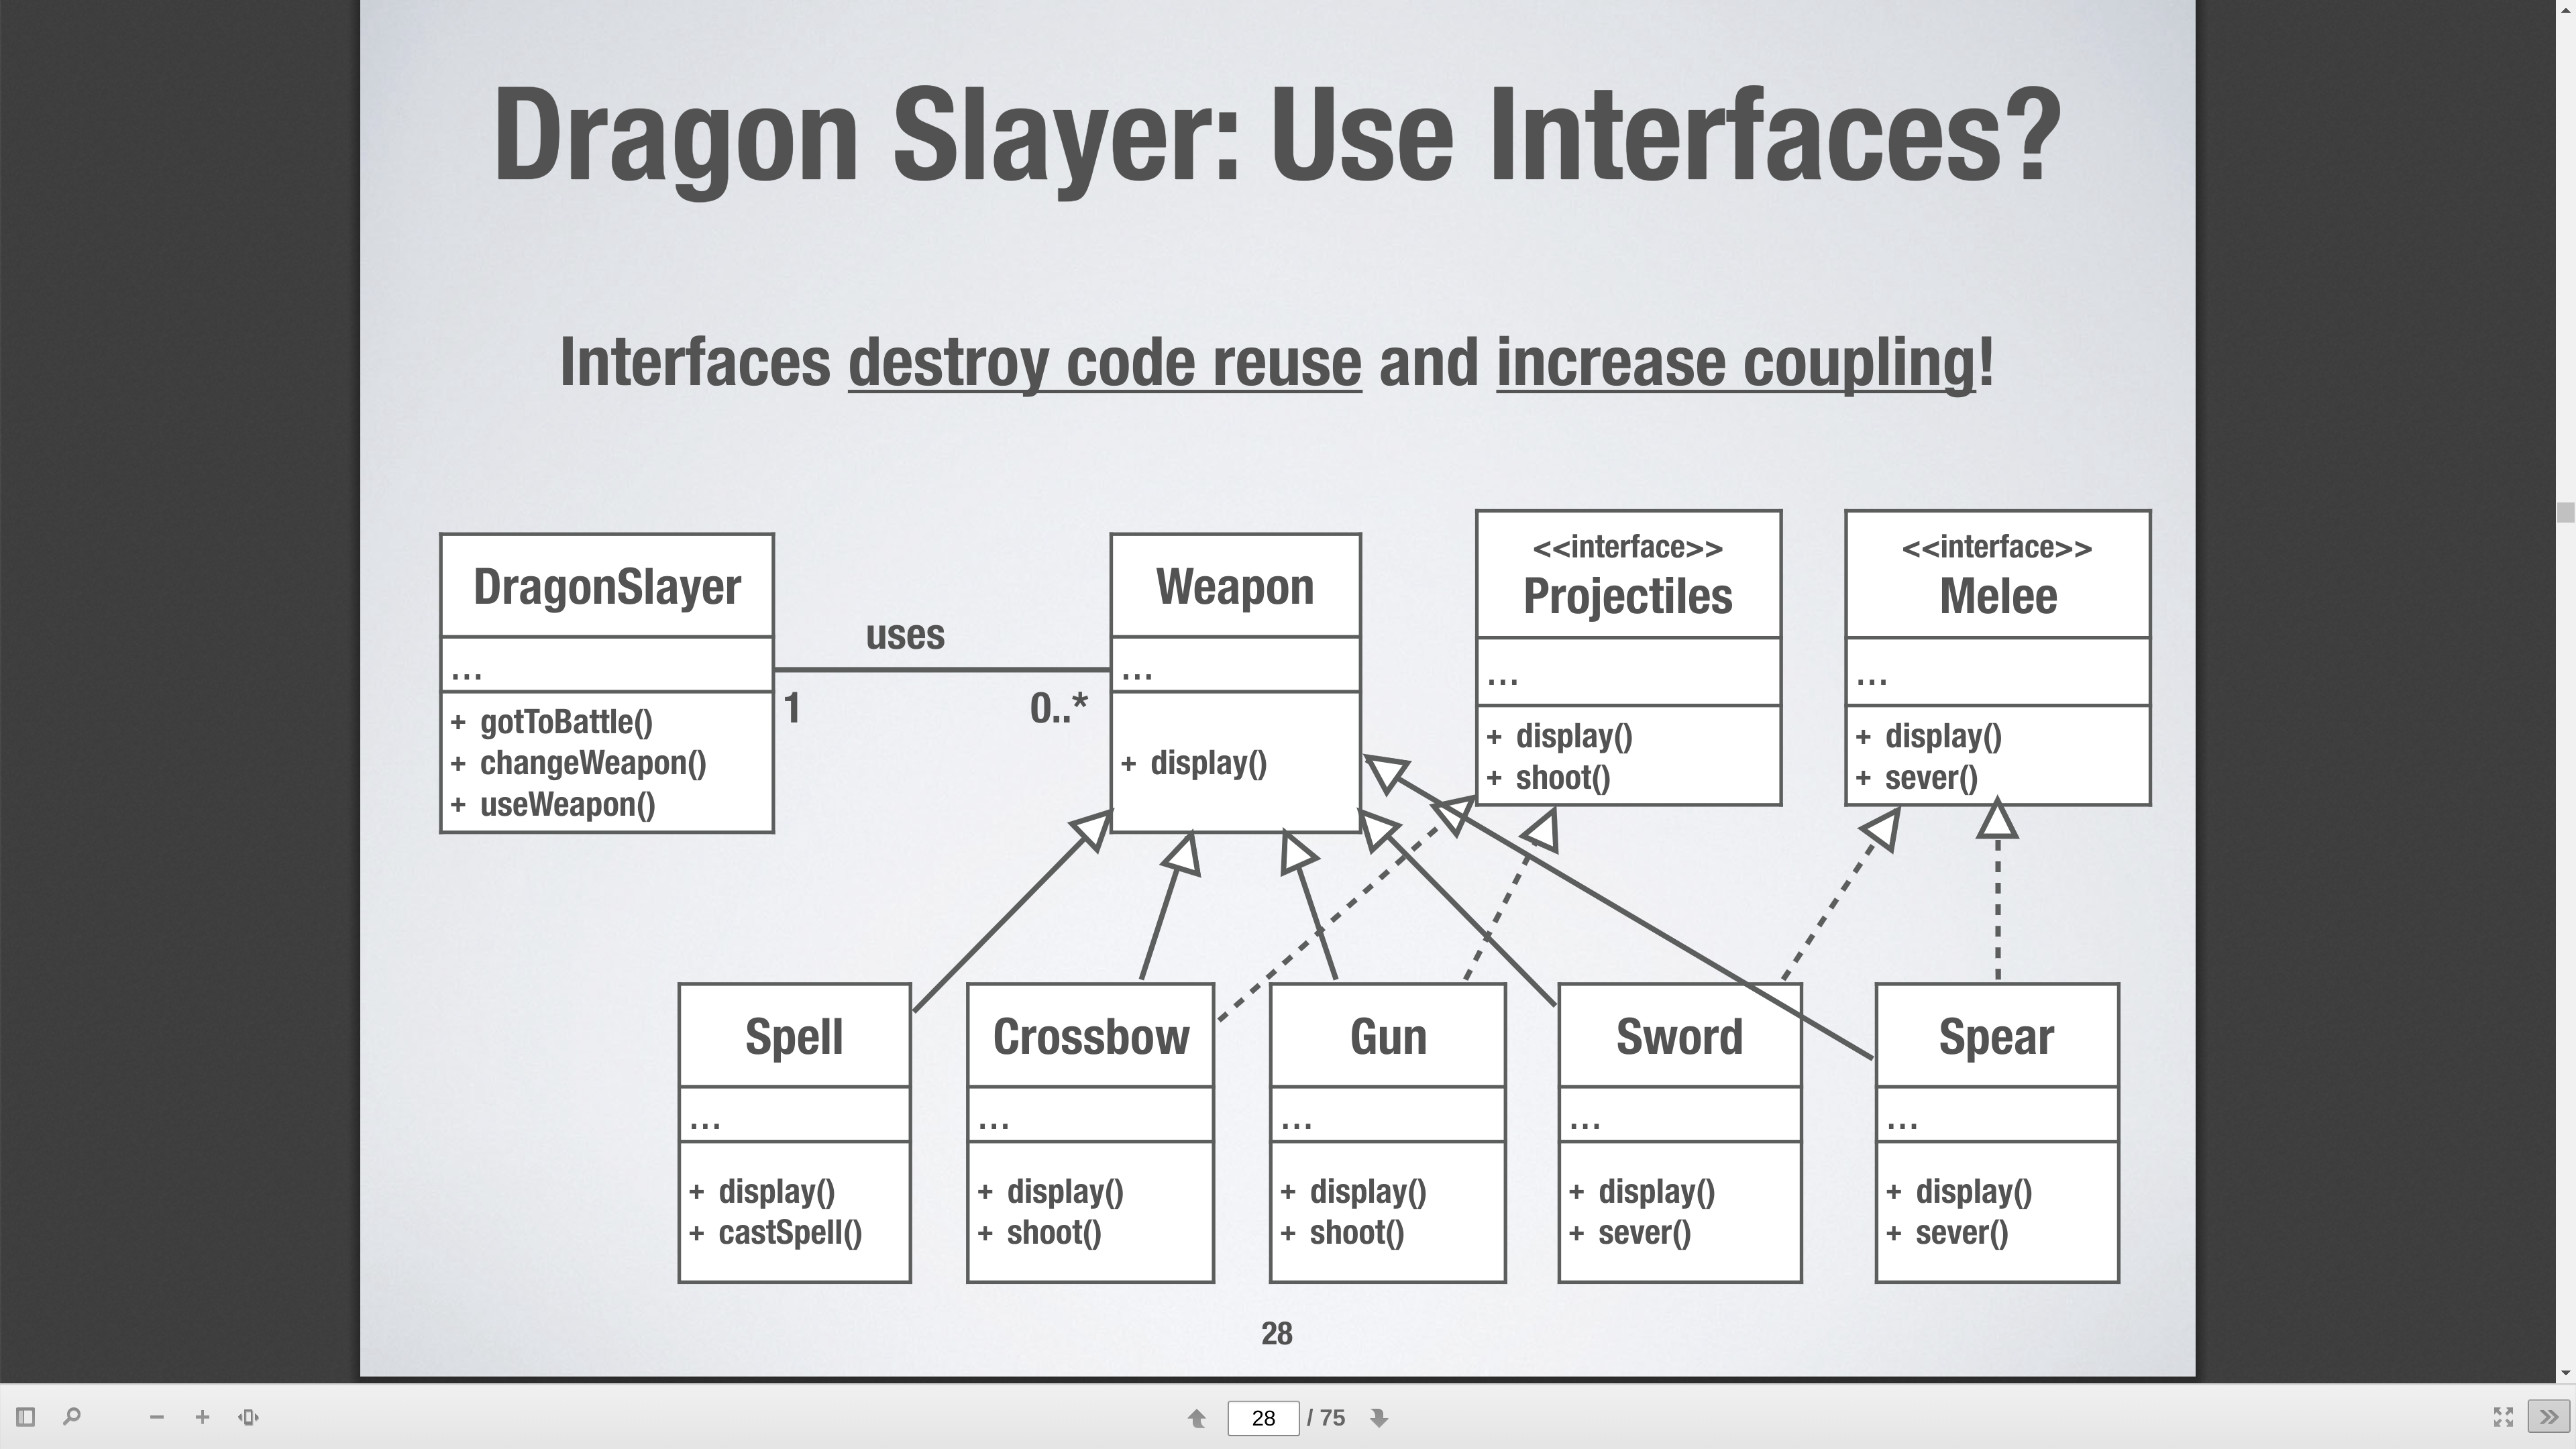 Dragon Slayer: Use Interfaces?
Interfaces destroy code reuse and increase coupling!
DragonSlayer
...
+ gotToBattle()
+ changeWeapon()
+ useWeapon()
uses
1
0..*
Weapon
...
+ display()
<<interface>>
Projectiles
...
+ display()
+ shoot()
<<interface>>
Melee
...
+ display()
+ sever()
Spell
...
+ display()
+ castSpell()
Crossbow
...
+ display()
+ shoot()
Gun
...
+ display()
+ shoot()
Sword
...
+ display()
+ sever()
Spear
...
+ display()
+ sever()
28
28 / 75